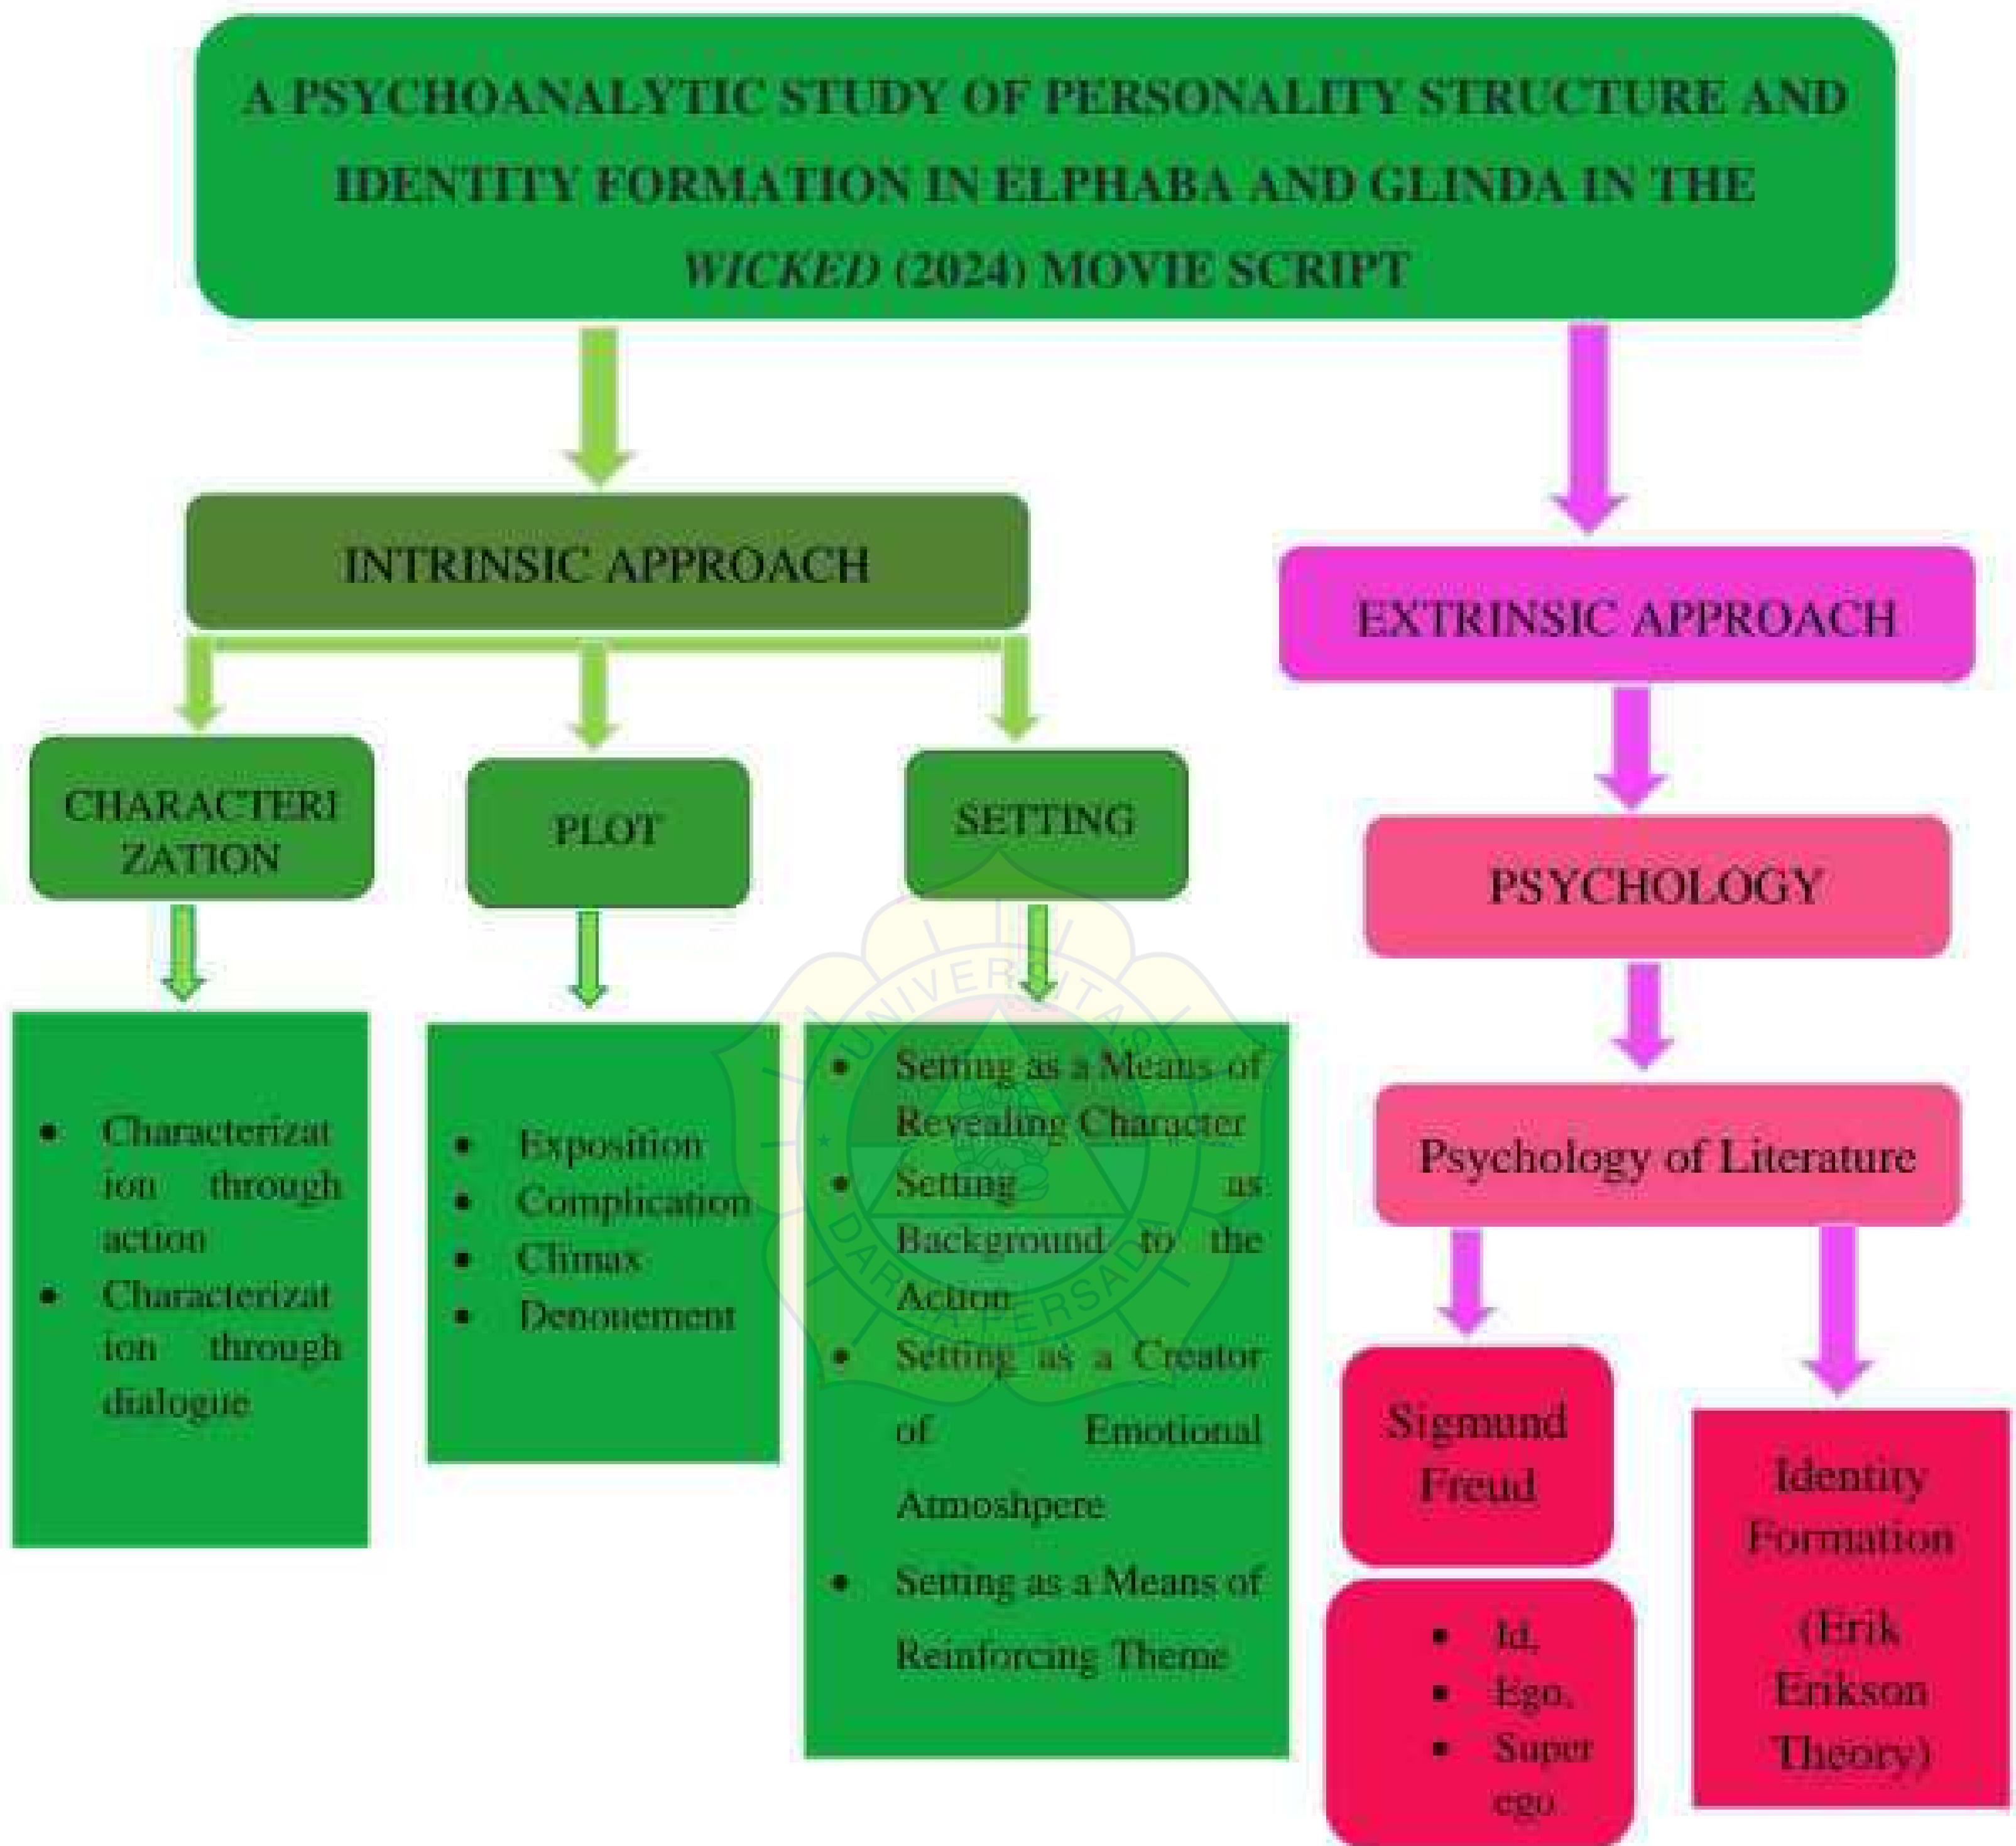 A PSYCHOANALYTIC STUDY OF PERSONALITY STRUCTURE AND
IDENTITY FORMATION IN ELPHABA AND GLINDA IN THE
WICKED (2024) MOVIE SCRIPT
INTRINSIC APPROACH
EXTRINSIC APPROACH
CHARACTERI
ZATION
PLOT
SETTING
PSYCHOLOGY
• Characterizat
ion through
action
• Characterizat
ion through
dialogue
• Exposition
• Complication
• Climax
• Denouement
• Setting as a Means of
Revealing Character
• Setting as
Background to the
Action
• Setting as a Creator
of Emotional
Atmoshpere
• Setting as a Means of
Reinforcing Theme
Psychology of Literature
Sigmund
Freud
• Id,
• Ego,
• Super
ego
Identity
Formation
(Erik
Erikson
Theory)
UNIVERSITAS
DARMA PERSADA